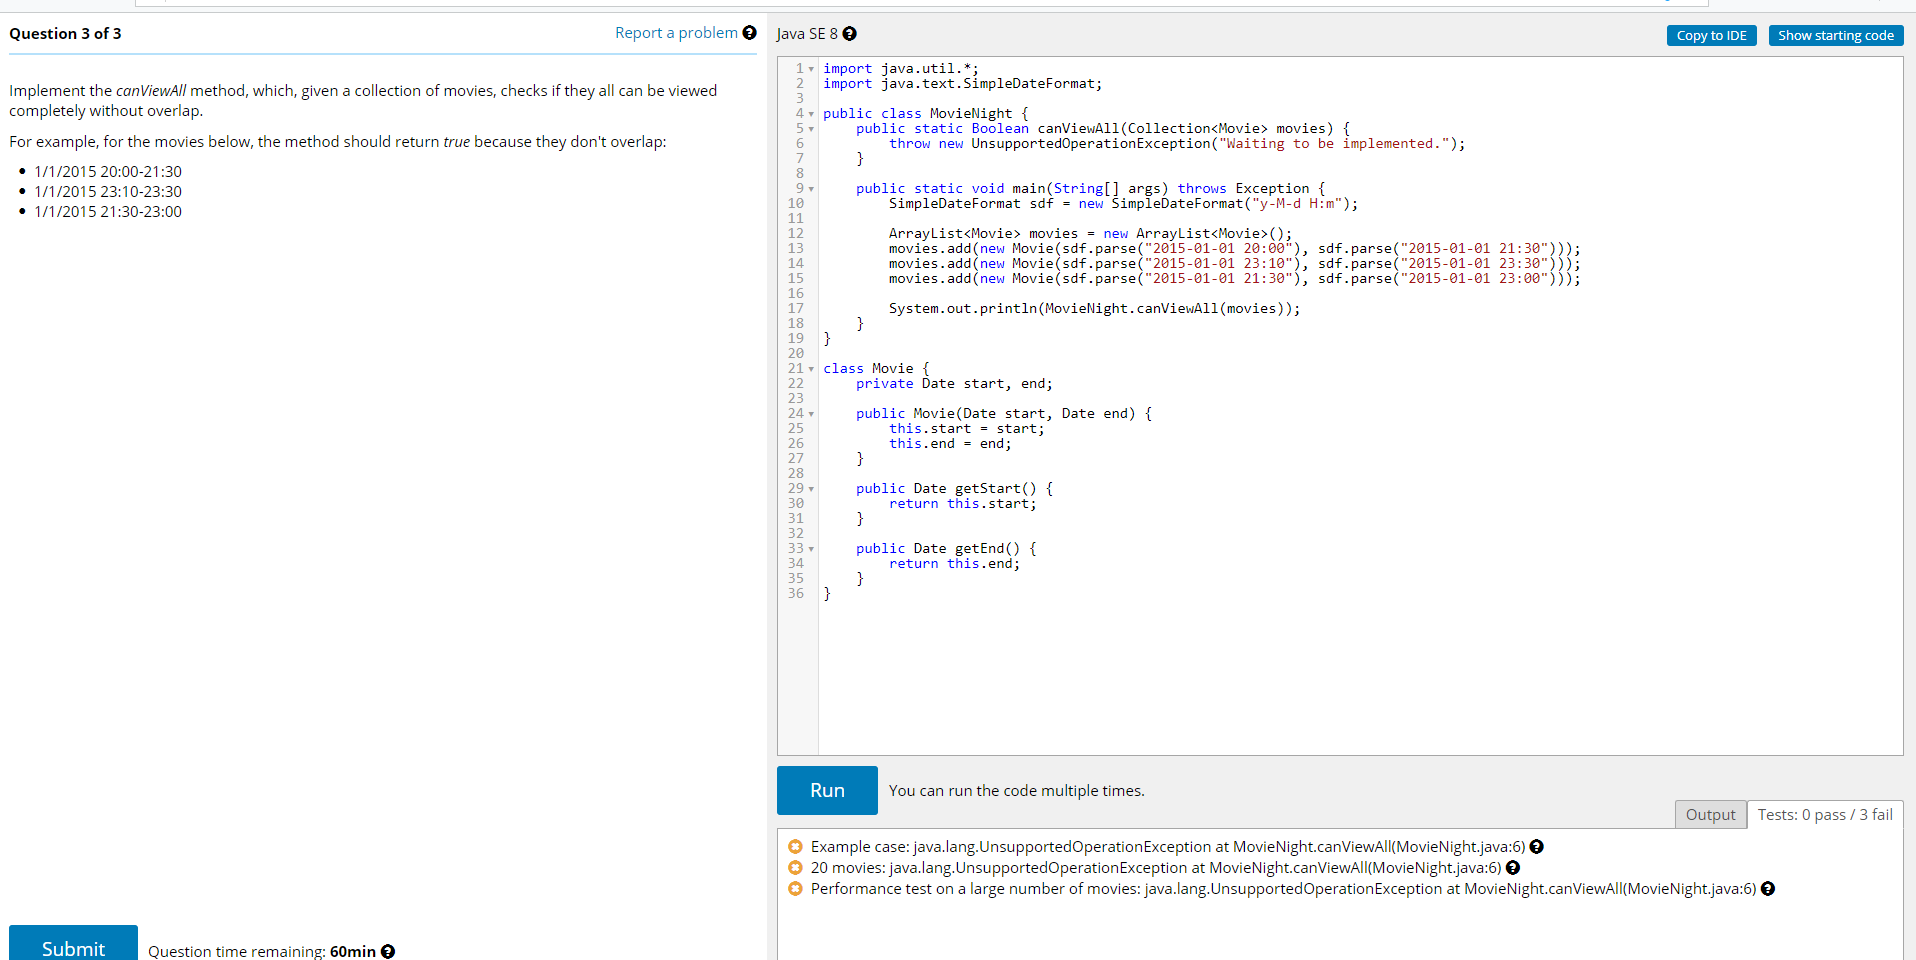 Question 3 of 3
Report a problem
Implement the canViewAll method, which, given a collection of movies, checks if they all can be viewed
completely without overlap.
For example, for the movies below, the method should return true because they don't overlap:
• 1/1/2015 20:00-21:30
• 1/1/2015 23:10-23:30
• 1/1/2015 21:30-23:00
Submit
Question time remaining: 60min
Java SE 8
Copy to IDE
Show starting code
1 import java.util.*;
2 import java.text.SimpleDateFormat;
3
4 public class MovieNight {
5     public static Boolean canViewAll(Collection<Movie> movies) {
6         throw new UnsupportedOperationException("Waiting to be implemented.");
7     }
8
9     public static void main(String[] args) throws Exception {
10         SimpleDateFormat sdf = new SimpleDateFormat("y-M-d H:m");
11
12         ArrayList<Movie> movies = new ArrayList<Movie>();
13         movies.add(new Movie(sdf.parse("2015-01-01 20:00"), sdf.parse("2015-01-01 21:30")));
14         movies.add(new Movie(sdf.parse("2015-01-01 23:10"), sdf.parse("2015-01-01 23:30")));
15         movies.add(new Movie(sdf.parse("2015-01-01 21:30"), sdf.parse("2015-01-01 23:00")));
16
17         System.out.println(MovieNight.canViewAll(movies));
18     }
19 }
20
21 class Movie {
22     private Date start, end;
23
24     public Movie(Date start, Date end) {
25         this.start = start;
26         this.end = end;
27     }
28
29     public Date getStart() {
30         return this.start;
31     }
32
33     public Date getEnd() {
34         return this.end;
35     }
36 }
Run
You can run the code multiple times.
Output
Tests: 0 pass / 3 fail
Example case: java.lang.UnsupportedOperationException at MovieNight.canViewAll(MovieNight.java:6)
20 movies: java.lang.UnsupportedOperationException at MovieNight.canViewAll(MovieNight.java:6)
Performance test on a large number of movies: java.lang.UnsupportedOperationException at MovieNight.canViewAll(MovieNight.java:6)